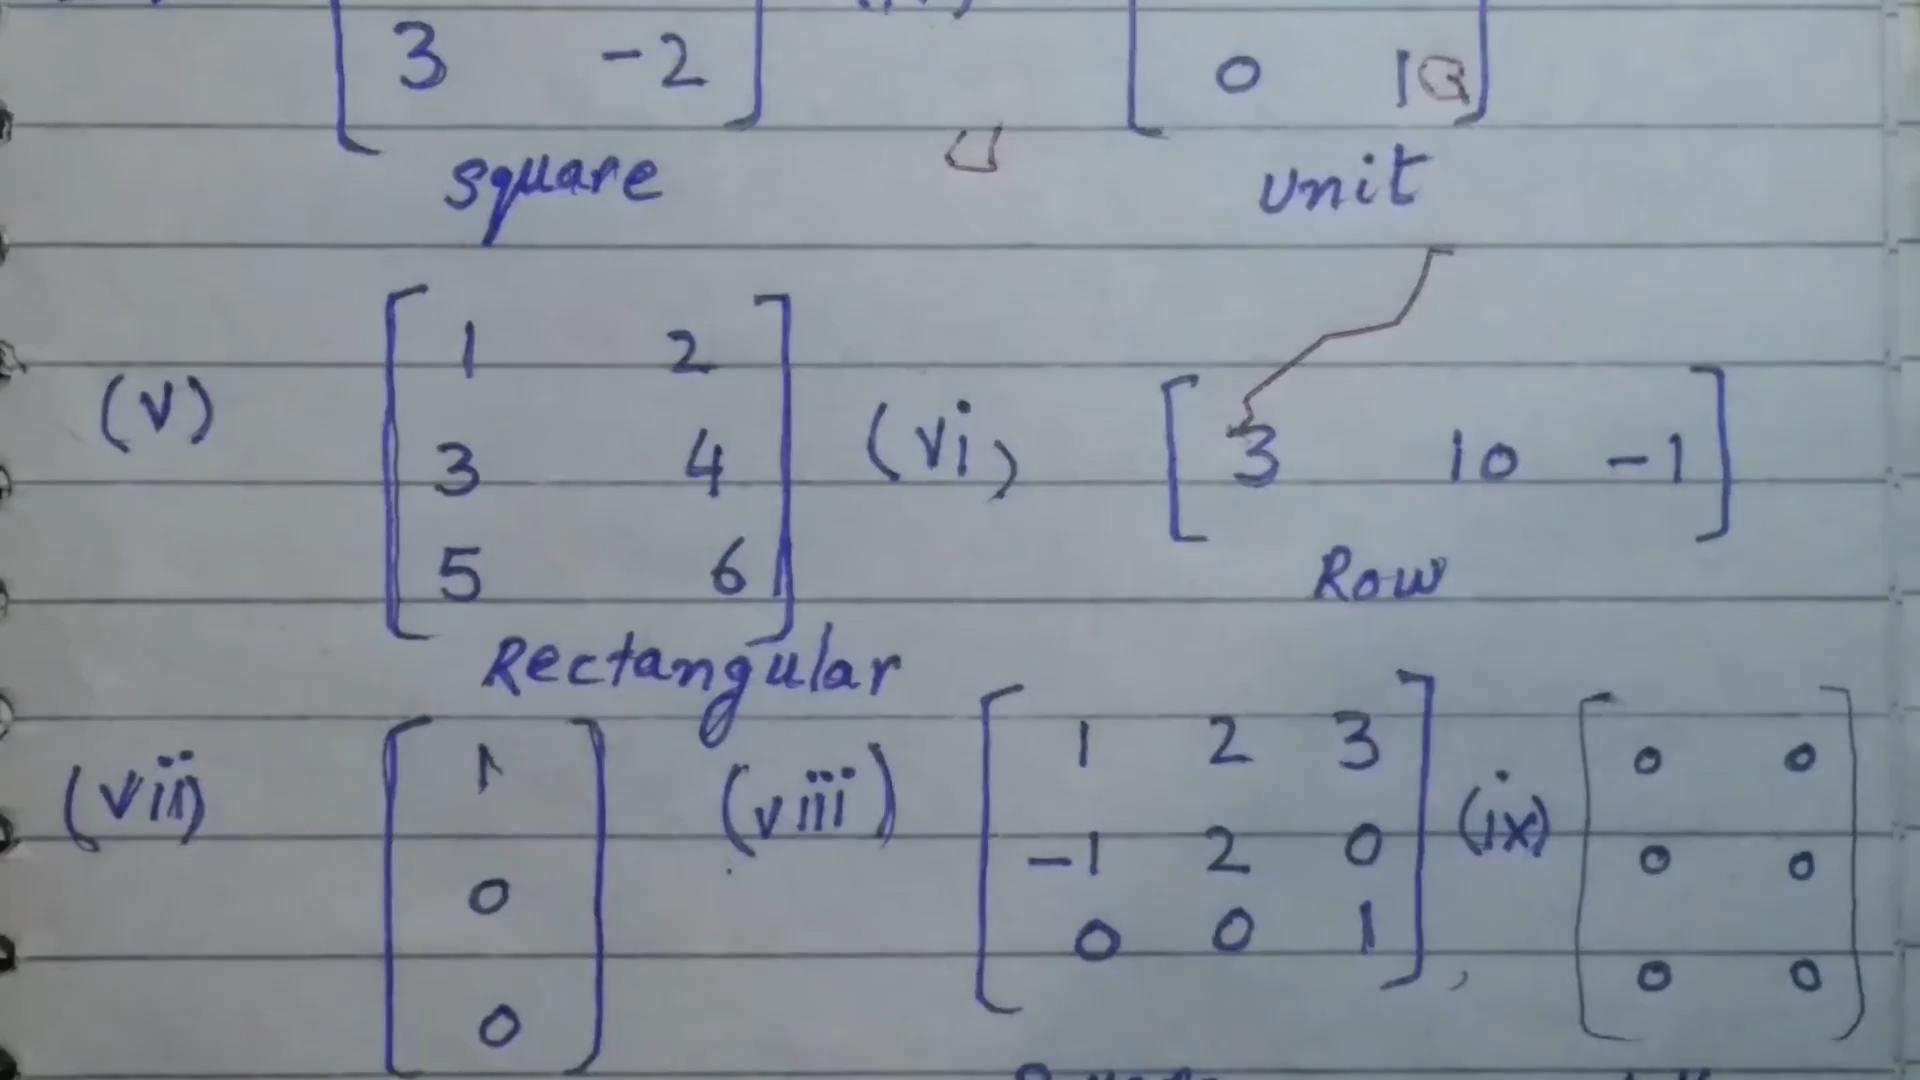 3 -2 0 1
square unit
(v) 1 2
3 4
5 6
Rectangular
(vi) 3 10 -1
Row
(vii) 1
0
0
(viii) 1 2 3
-1 2 0
0 0 1 ,
(ix) 0 0
0 0
0 0